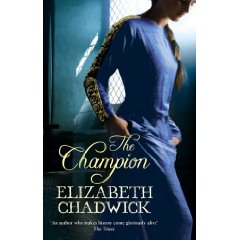 The
Champion
ELIZABETH
CHADWICK
'An author who makes history come gloriously alive'
The Times